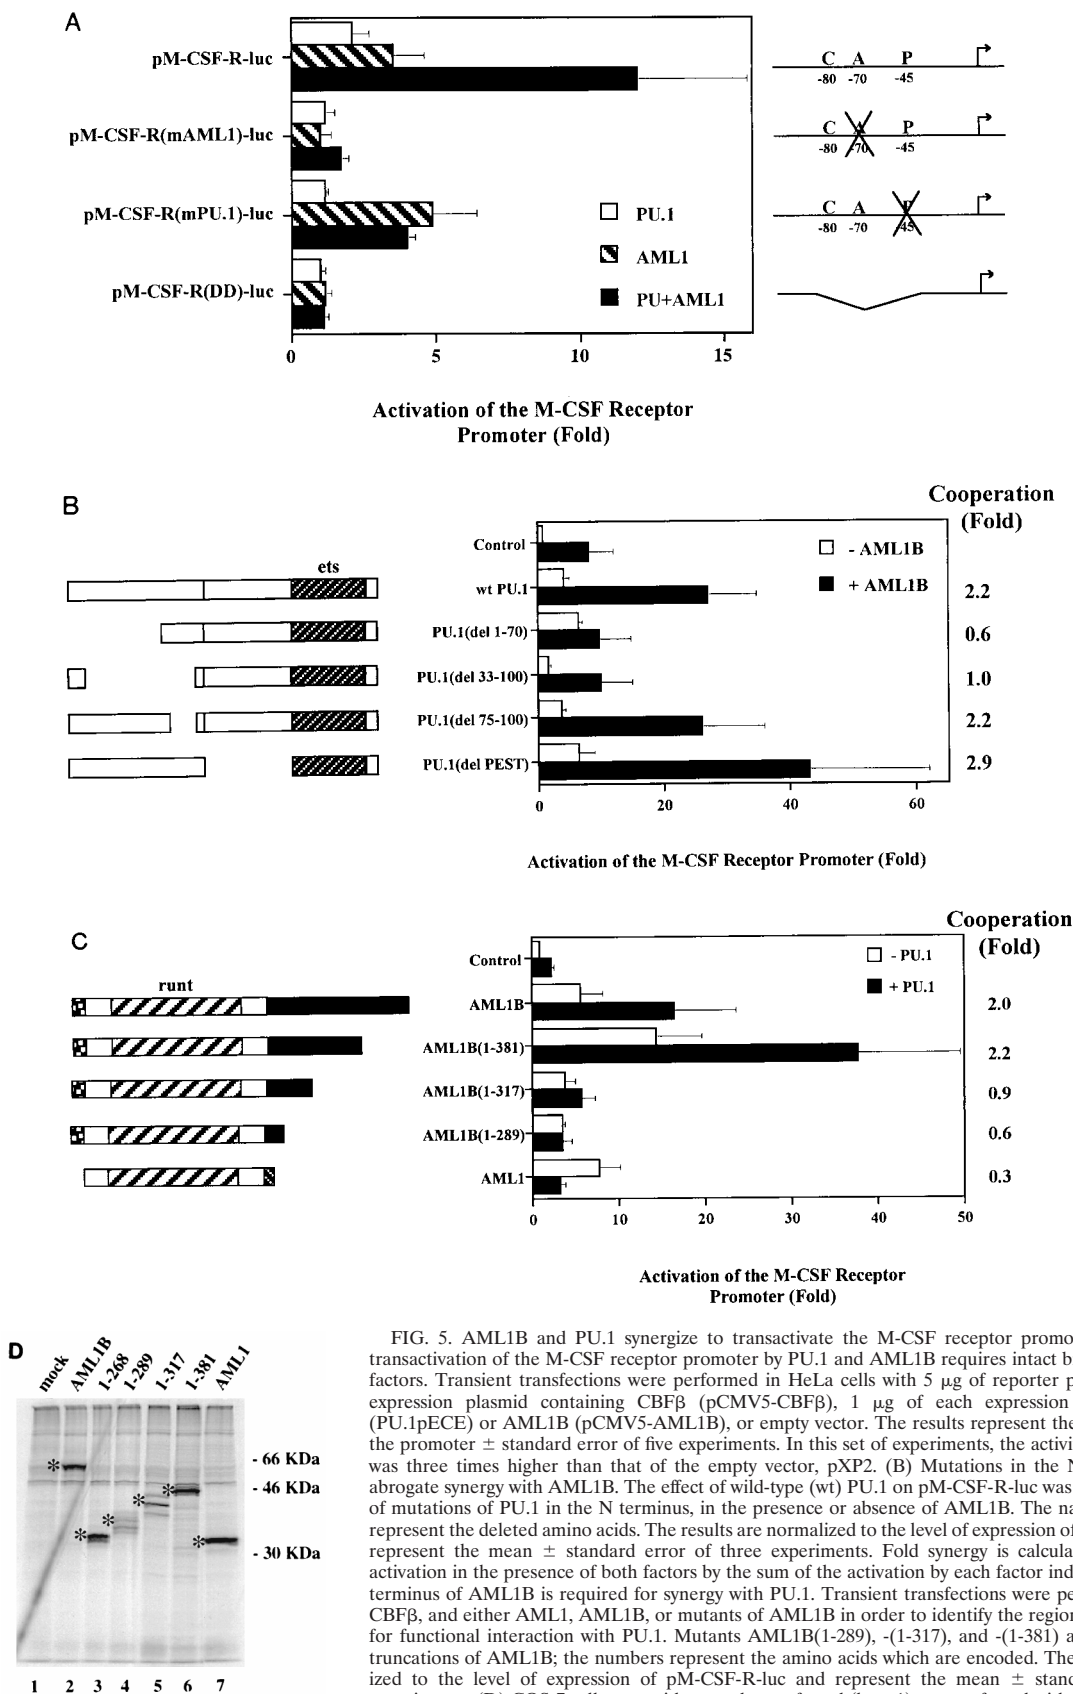 A
pM-CSF-R-luc
pM-CSF-R(mAML1)-luc
pM-CSF-R(mPU.1)-luc
pM-CSF-R(DD)-luc
PU.1
AML1
PU+AML1
0 5 10 15
Activation of the M-CSF Receptor
Promoter (Fold)
C A P
-80 -70 -45
C A P
-80 -70 -45
C A P
-80 -70 -45
B
Cooperation
(Fold)
ets
Control
- AML1B
+ AML1B
wt PU.1 2.2
PU.1(del 1-70) 0.6
PU.1(del 33-100) 1.0
PU.1(del 75-100) 2.2
PU.1(del PEST) 2.9
0 20 40 60
Activation of the M-CSF Receptor Promoter (Fold)
C
Cooperation
(Fold)
runt
Control
- PU.1
+ PU.1
AML1B 2.0
AML1B(1-381) 2.2
AML1B(1-317) 0.9
AML1B(1-289) 0.6
AML1 0.3
0 10 20 30 40 50
Activation of the M-CSF Receptor
Promoter (Fold)
D
mock AML1B 1-268 1-289 1-317 1-381 AML1
* * * * * *
- 66 KDa
- 46 KDa
- 30 KDa
1 2 3 4 5 6 7
FIG. 5. AML1B and PU.1 synergize to transactivate the M-CSF receptor promo
transactivation of the M-CSF receptor promoter by PU.1 and AML1B requires intact b
factors. Transient transfections were performed in HeLa cells with 5 μg of reporter p
expression plasmid containing CBFβ (pCMV5-CBFβ), 1 μg of each expression
(PU.1pECE) or AML1B (pCMV5-AML1B), or empty vector. The results represent the
the promoter ± standard error of five experiments. In this set of experiments, the activi
was three times higher than that of the empty vector, pXP2. (B) Mutations in the N
abrogate synergy with AML1B. The effect of wild-type (wt) PU.1 on pM-CSF-R-luc was
of mutations of PU.1 in the N terminus, in the presence or absence of AML1B. The na
represent the deleted amino acids. The results are normalized to the level of expression of
represent the mean ± standard error of three experiments. Fold synergy is calcula
activation in the presence of both factors by the sum of the activation by each factor ind
terminus of AML1B is required for synergy with PU.1. Transient transfections were pe
CBFβ, and either AML1, AML1B, or mutants of AML1B in order to identify the region
for functional interaction with PU.1. Mutants AML1B(1-289), -(1-317), and -(1-381) a
truncations of AML1B; the numbers represent the amino acids which are encoded. The
ized to the level of expression of pM-CSF-R-luc and represent the mean ± stand